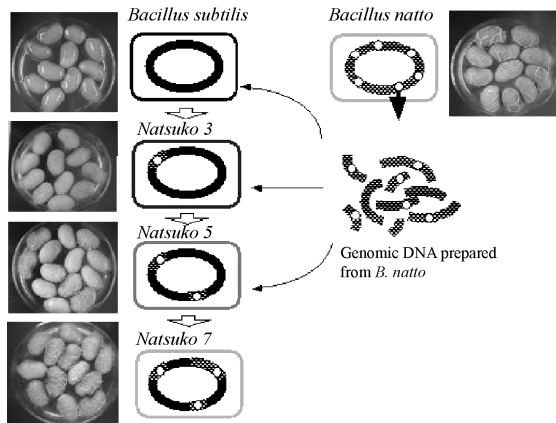 Bacillus subtilis
Bacillus natto
Natsuko 3
Natsuko 5
Genomic DNA prepared
from B. natto
Natsuko 7